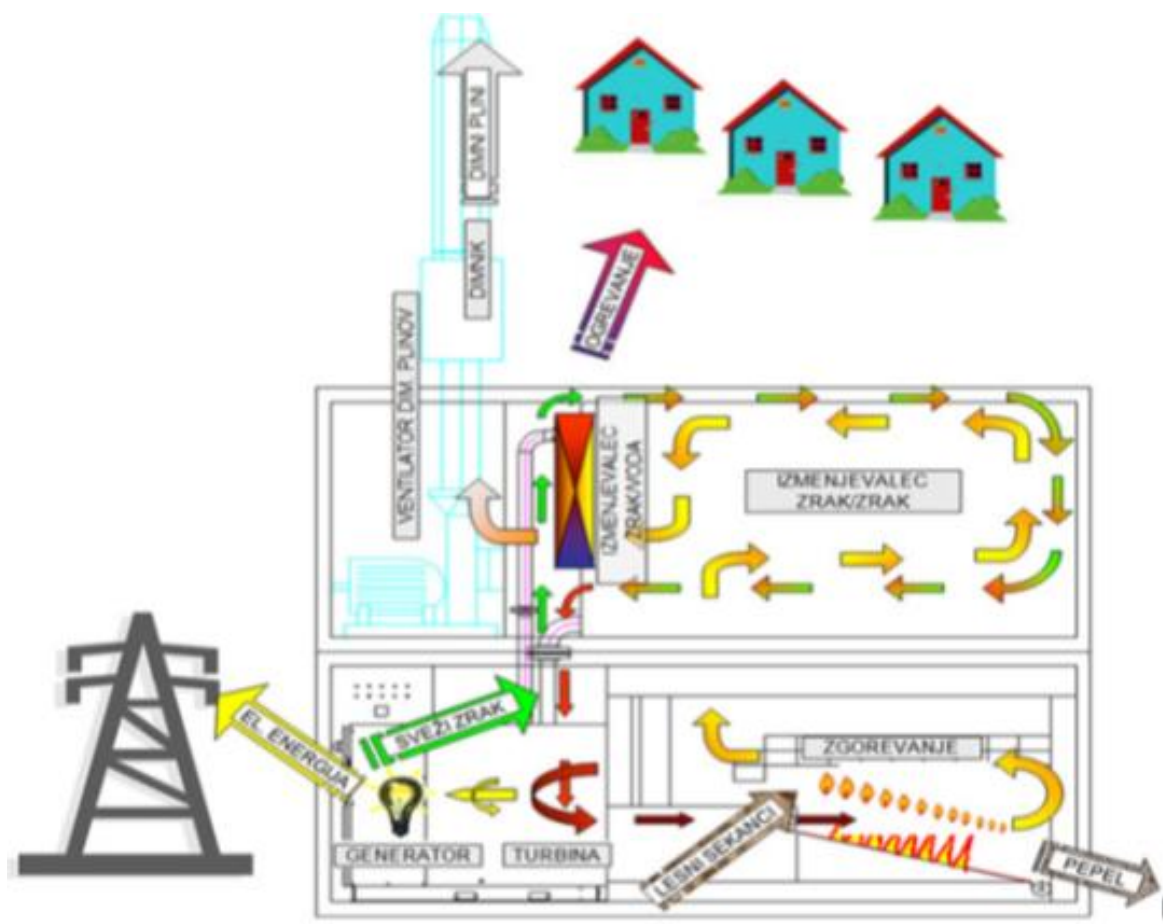 DIMNI PLINI
DIMNIK
VENTILATOR DIM. PLINOV
OGREVANJE
IZMENJEVALEC
ZRAK/VODA
IZMENJEVALEC
ZRAK/ZRAK
EL. ENERGIJA
SVEŽI ZRAK
ZGOREVANJE
GENERATOR
TURBINA
LESNI SEKANCI
PEPEL